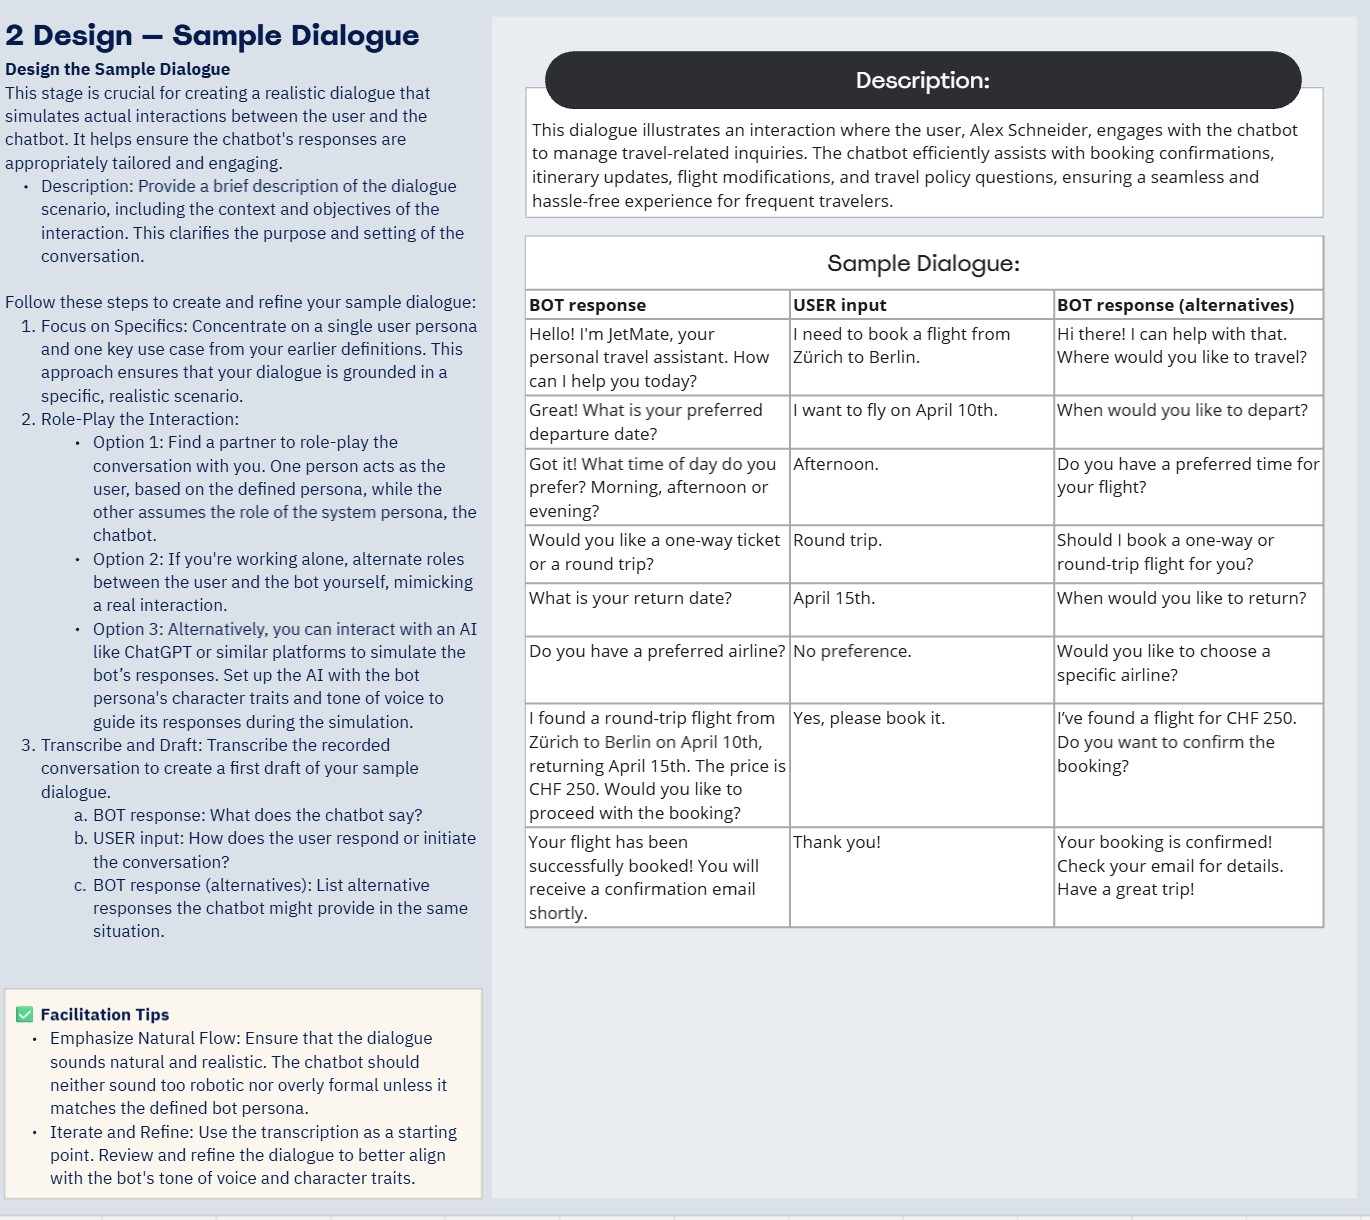 2 Design — Sample Dialogue
Design the Sample Dialogue
This stage is crucial for creating a realistic dialogue that
simulates actual interactions between the user and the
chatbot. It helps ensure the chatbot's responses are
appropriately tailored and engaging.
• Description: Provide a brief description of the dialogue
scenario, including the context and objectives of the
interaction. This clarifies the purpose and setting of the
conversation.
Follow these steps to create and refine your sample dialogue:
1. Focus on Specifics: Concentrate on a single user persona
and one key use case from your earlier definitions. This
approach ensures that your dialogue is grounded in a
specific, realistic scenario.
2. Role-Play the Interaction:
• Option 1: Find a partner to role-play the
conversation with you. One person acts as the
user, based on the defined persona, while the
other assumes the role of the system persona, the
chatbot.
• Option 2: If you're working alone, alternate roles
between the user and the bot yourself, mimicking
a real interaction.
• Option 3: Alternatively, you can interact with an AI
like ChatGPT or similar platforms to simulate the
bot’s responses. Set up the AI with the bot
persona's character traits and tone of voice to
guide its responses during the simulation.
3. Transcribe and Draft: Transcribe the recorded
conversation to create a first draft of your sample
dialogue.
a. BOT response: What does the chatbot say?
b. USER input: How does the user respond or initiate
the conversation?
c. BOT response (alternatives): List alternative
responses the chatbot might provide in the same
situation.
✅ Facilitation Tips
• Emphasize Natural Flow: Ensure that the dialogue
sounds natural and realistic. The chatbot should
neither sound too robotic nor overly formal unless it
matches the defined bot persona.
• Iterate and Refine: Use the transcription as a starting
point. Review and refine the dialogue to better align
with the bot's tone of voice and character traits.
Description:
This dialogue illustrates an interaction where the user, Alex Schneider, engages with the chatbot
to manage travel-related inquiries. The chatbot efficiently assists with booking confirmations,
itinerary updates, flight modifications, and travel policy questions, ensuring a seamless and
hassle-free experience for frequent travelers.
Sample Dialogue:
BOT response
USER input
BOT response (alternatives)
Hello! I'm JetMate, your
personal travel assistant. How
can I help you today?
I need to book a flight from
Zürich to Berlin.
Hi there! I can help with that.
Where would you like to travel?
Great! What is your preferred
departure date?
I want to fly on April 10th.
When would you like to depart?
Got it! What time of day do you
prefer? Morning, afternoon or
evening?
Afternoon.
Do you have a preferred time for
your flight?
Would you like a one-way ticket
or a round trip?
Round trip.
Should I book a one-way or
round-trip flight for you?
What is your return date?
April 15th.
When would you like to return?
Do you have a preferred airline?
No preference.
Would you like to choose a
specific airline?
I found a round-trip flight from
Zürich to Berlin on April 10th,
returning April 15th. The price is
CHF 250. Would you like to
proceed with the booking?
Yes, please book it.
I’ve found a flight for CHF 250.
Do you want to confirm the
booking?
Your flight has been
successfully booked! You will
receive a confirmation email
shortly.
Thank you!
Your booking is confirmed!
Check your email for details.
Have a great trip!